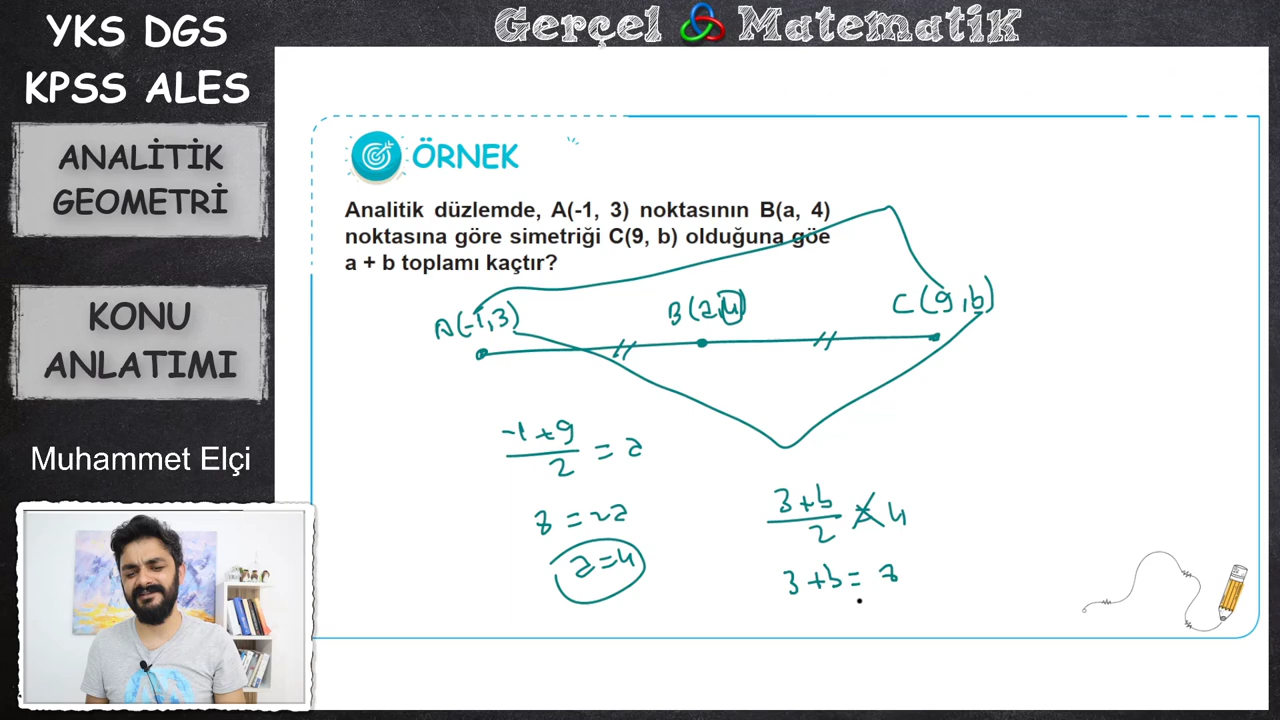 YKS DGS
KPSS ALES
ANALİTİK
GEOMETRİ
KONU
ANLATIMI
Muhammet Elçi
Gerçel Matematik
ÖRNEK
Analitik düzlemde, A(-1, 3) noktasının B(a, 4)
noktasına göre simetriği C(9, b) olduğuna göe
a + b toplamı kaçtır?
A(-1,3)
B(a,4)
C(9,b)
-1+9
2
= a
8 = 2a
a=4
3+b
2
= 4
3+b = 8